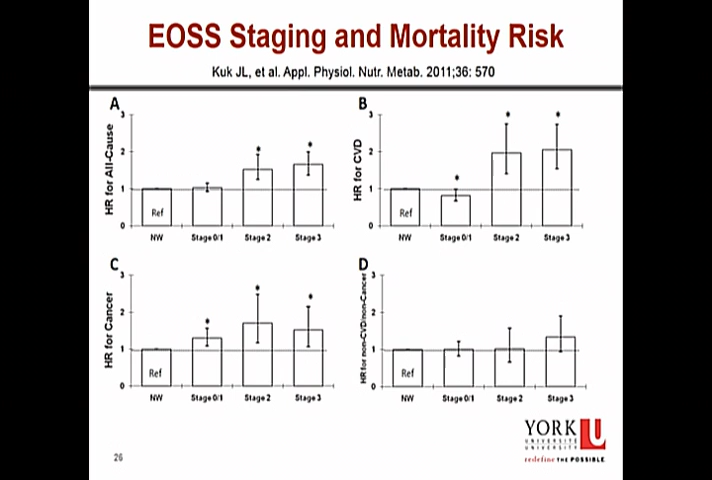 EOSS Staging and Mortality Risk
Kuk JL, et al. Appl. Physiol. Nutr. Metab. 2011;36: 570
A
HR for All-Cause
3
2
1
0
Ref
NW
Stage 0/1
Stage 2
Stage 3
*
*
B
HR for CVD
3
2
1
0
Ref
NW
Stage 0/1
Stage 2
Stage 3
*
*
*
C
HR for Cancer
3
2
1
0
Ref
NW
Stage 0/1
Stage 2
Stage 3
*
*
*
D
HR for non-CVD/non-Cancer
3
2
1
0
Ref
NW
Stage 0/1
Stage 2
Stage 3
26
YORK U
UNIVERSITÉ
UNIVERSITY
redefine THE POSSIBLE.